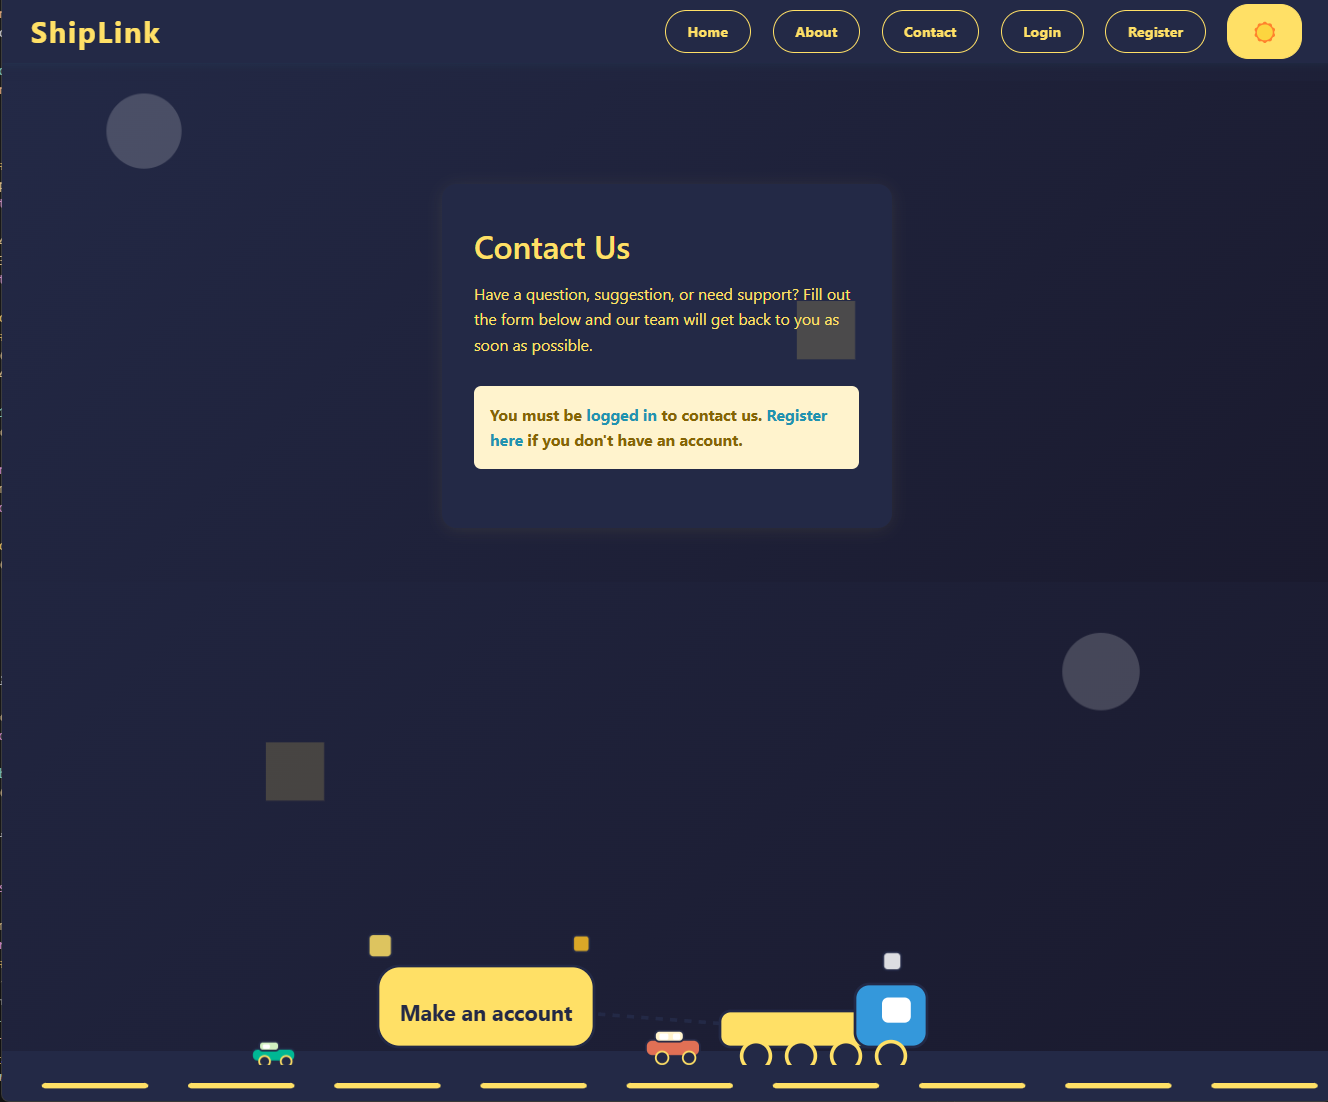 ShipLink
Home
About
Contact
Login
Register
Contact Us
Have a question, suggestion, or need support? Fill out
the form below and our team will get back to you as
soon as possible.
You must be logged in to contact us. Register
here if you don't have an account.
Make an account